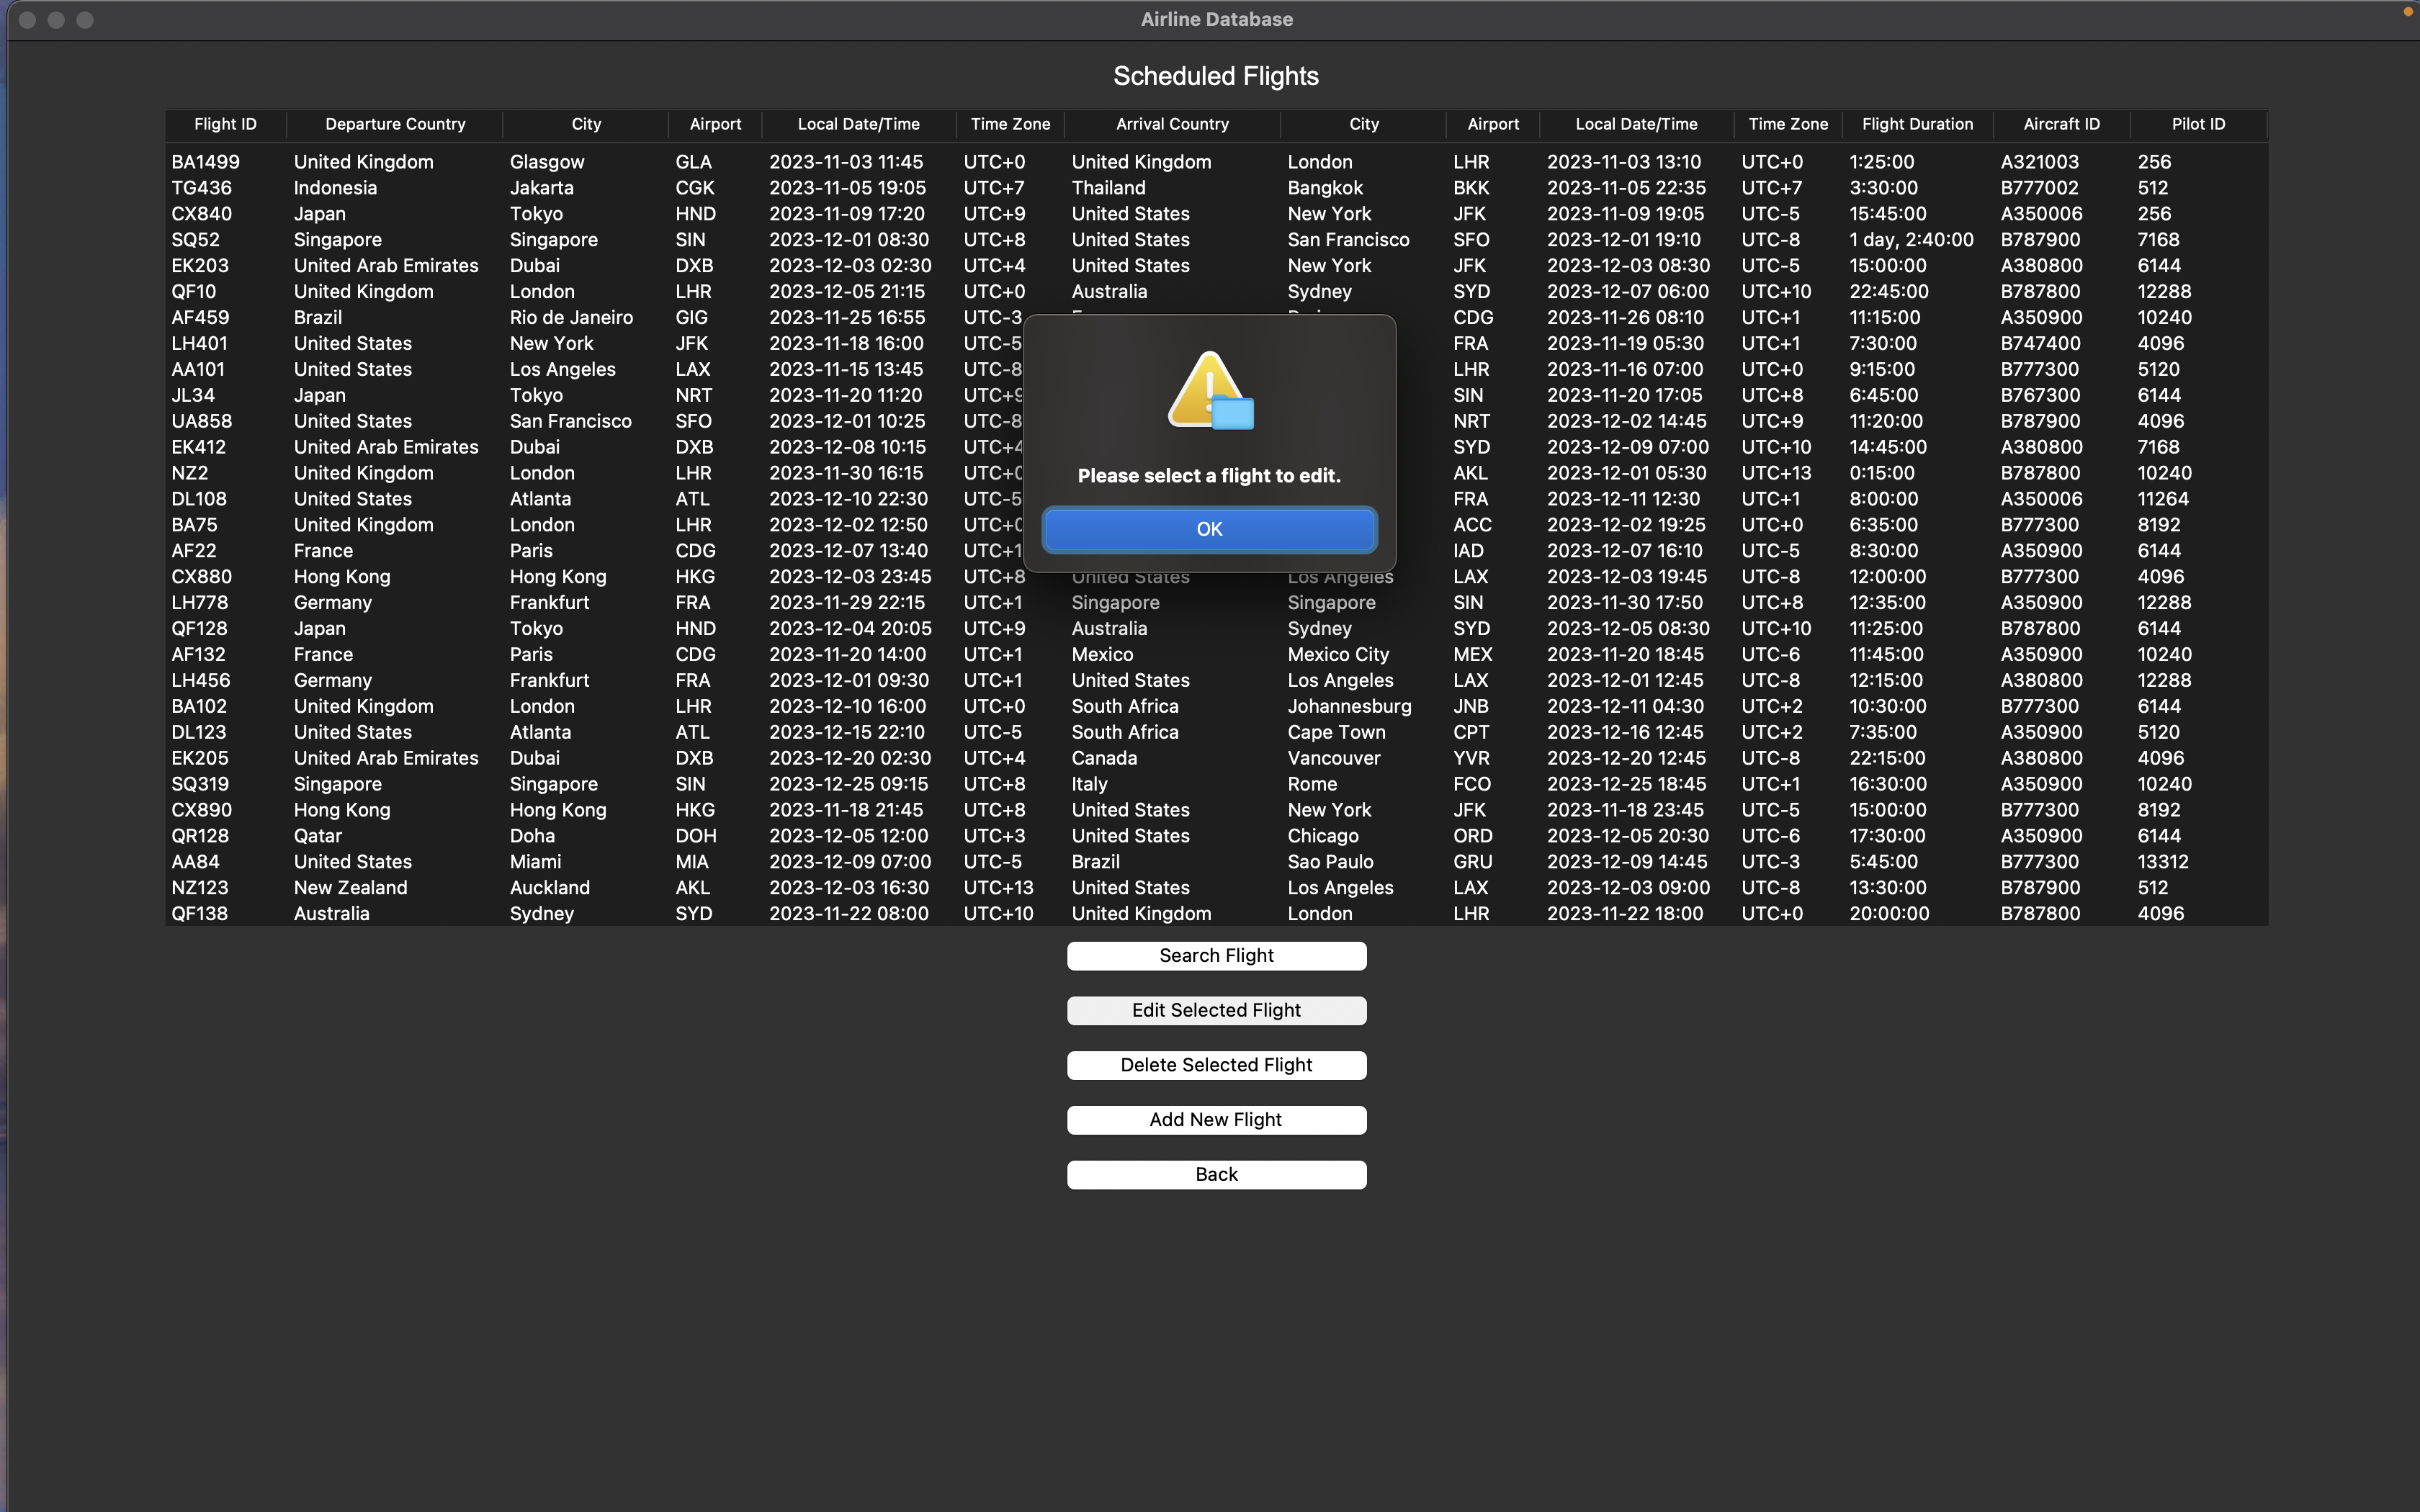 Airline Database
Scheduled Flights
Flight ID Departure Country City Airport Local Date/Time Time Zone Arrival Country City Airport Local Date/Time Time Zone Flight Duration Aircraft ID Pilot ID
BA1499 United Kingdom Glasgow GLA 2023-11-03 11:45 UTC+0 United Kingdom London LHR 2023-11-03 13:10 UTC+0 1:25:00 A321003 256
TG436 Indonesia Jakarta CGK 2023-11-05 19:05 UTC+7 Thailand Bangkok BKK 2023-11-05 22:35 UTC+7 3:30:00 B777002 512
CX840 Japan Tokyo HND 2023-11-09 17:20 UTC+9 United States New York JFK 2023-11-09 19:05 UTC-5 15:45:00 A350006 256
SQ52 Singapore Singapore SIN 2023-12-01 08:30 UTC+8 United States San Francisco SFO 2023-12-01 19:10 UTC-8 1 day, 2:40:00 B787900 7168
EK203 United Arab Emirates Dubai DXB 2023-12-03 02:30 UTC+4 United States New York JFK 2023-12-03 08:30 UTC-5 15:00:00 A380800 6144
QF10 United Kingdom London LHR 2023-12-05 21:15 UTC+0 Australia Sydney SYD 2023-12-07 06:00 UTC+10 22:45:00 B787800 12288
AF459 Brazil Rio de Janeiro GIG 2023-11-25 16:55 UTC-3 CDG 2023-11-26 08:10 UTC+1 11:15:00 A350900 10240
LH401 United States New York JFK 2023-11-18 16:00 UTC-5 FRA 2023-11-19 05:30 UTC+1 7:30:00 B747400 4096
AA101 United States Los Angeles LAX 2023-11-15 13:45 UTC-8 LHR 2023-11-16 07:00 UTC+0 9:15:00 B777300 5120
JL34 Japan Tokyo NRT 2023-11-20 11:20 UTC+9 SIN 2023-11-20 17:05 UTC+8 6:45:00 B767300 6144
UA858 United States San Francisco SFO 2023-12-01 10:25 UTC-8 NRT 2023-12-02 14:45 UTC+9 11:20:00 B787900 4096
EK412 United Arab Emirates Dubai DXB 2023-12-08 10:15 UTC+4 SYD 2023-12-09 07:00 UTC+10 14:45:00 A380800 7168
NZ2 United Kingdom London LHR 2023-11-30 16:15 UTC+0 AKL 2023-12-01 05:30 UTC+13 0:15:00 B787800 10240
Please select a flight to edit.
DL108 United States Atlanta ATL 2023-12-10 22:30 UTC-5 FRA 2023-12-11 12:30 UTC+1 8:00:00 A350006 11264
BA75 United Kingdom London LHR 2023-12-02 12:50 UTC+0 ACC 2023-12-02 19:25 UTC+0 6:35:00 B777300 8192
OK
AF22 France Paris CDG 2023-12-07 13:40 UTC+1 IAD 2023-12-07 16:10 UTC-5 8:30:00 A350900 6144
CX880 Hong Kong Hong Kong HKG 2023-12-03 23:45 UTC+8 United States Los Angeles LAX 2023-12-03 19:45 UTC-8 12:00:00 B777300 4096
LH778 Germany Frankfurt FRA 2023-11-29 22:15 UTC+1 Singapore Singapore SIN 2023-11-30 17:50 UTC+8 12:35:00 A350900 12288
QF128 Japan Tokyo HND 2023-12-04 20:05 UTC+9 Australia Sydney SYD 2023-12-05 08:30 UTC+10 11:25:00 B787800 6144
AF132 France Paris CDG 2023-11-20 14:00 UTC+1 Mexico Mexico City MEX 2023-11-20 18:45 UTC-6 11:45:00 A350900 10240
LH456 Germany Frankfurt FRA 2023-12-01 09:30 UTC+1 United States Los Angeles LAX 2023-12-01 12:45 UTC-8 12:15:00 A380800 12288
BA102 United Kingdom London LHR 2023-12-10 16:00 UTC+0 South Africa Johannesburg JNB 2023-12-11 04:30 UTC+2 10:30:00 B777300 6144
DL123 United States Atlanta ATL 2023-12-15 22:10 UTC-5 South Africa Cape Town CPT 2023-12-16 12:45 UTC+2 7:35:00 A350900 5120
EK205 United Arab Emirates Dubai DXB 2023-12-20 02:30 UTC+4 Canada Vancouver YVR 2023-12-20 12:45 UTC-8 22:15:00 A380800 4096
SQ319 Singapore Singapore SIN 2023-12-25 09:15 UTC+8 Italy Rome FCO 2023-12-25 18:45 UTC+1 16:30:00 A350900 10240
CX890 Hong Kong Hong Kong HKG 2023-11-18 21:45 UTC+8 United States New York JFK 2023-11-18 23:45 UTC-5 15:00:00 B777300 8192
QR128 Qatar Doha DOH 2023-12-05 12:00 UTC+3 United States Chicago ORD 2023-12-05 20:30 UTC-6 17:30:00 A350900 6144
AA84 United States Miami MIA 2023-12-09 07:00 UTC-5 Brazil Sao Paulo GRU 2023-12-09 14:45 UTC-3 5:45:00 B777300 13312
NZ123 New Zealand Auckland AKL 2023-12-03 16:30 UTC+13 United States Los Angeles LAX 2023-12-03 09:00 UTC-8 13:30:00 B787900 512
QF138 Australia Sydney SYD 2023-11-22 08:00 UTC+10 United Kingdom London LHR 2023-11-22 18:00 UTC+0 20:00:00 B787800 4096
Search Flight
Edit Selected Flight
Delete Selected Flight
Add New Flight
Back